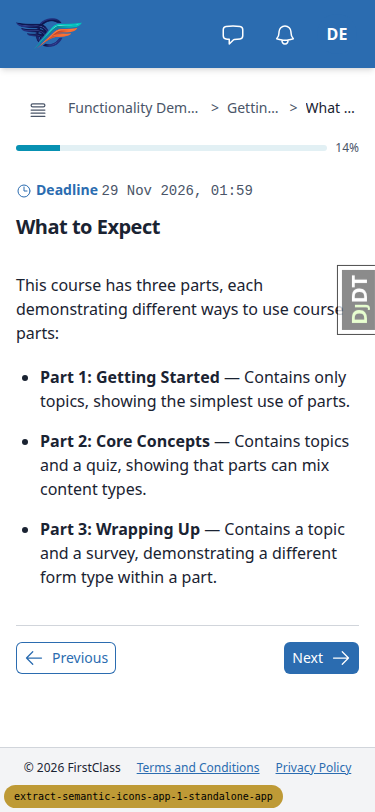 DE
Functionality Dem... > Gettin... > What ...
14%
Deadline 29 Nov 2026, 01:59
What to Expect
This course has three parts, each
demonstrating different ways to use course
parts:
DJDT
• Part 1: Getting Started — Contains only
topics, showing the simplest use of parts.
• Part 2: Core Concepts — Contains topics
and a quiz, showing that parts can mix
content types.
• Part 3: Wrapping Up — Contains a topic
and a survey, demonstrating a different
form type within a part.
← Previous
Next →
© 2026 FirstClass Terms and Conditions Privacy Policy
extract-semantic-icons-app-1-standalone-app